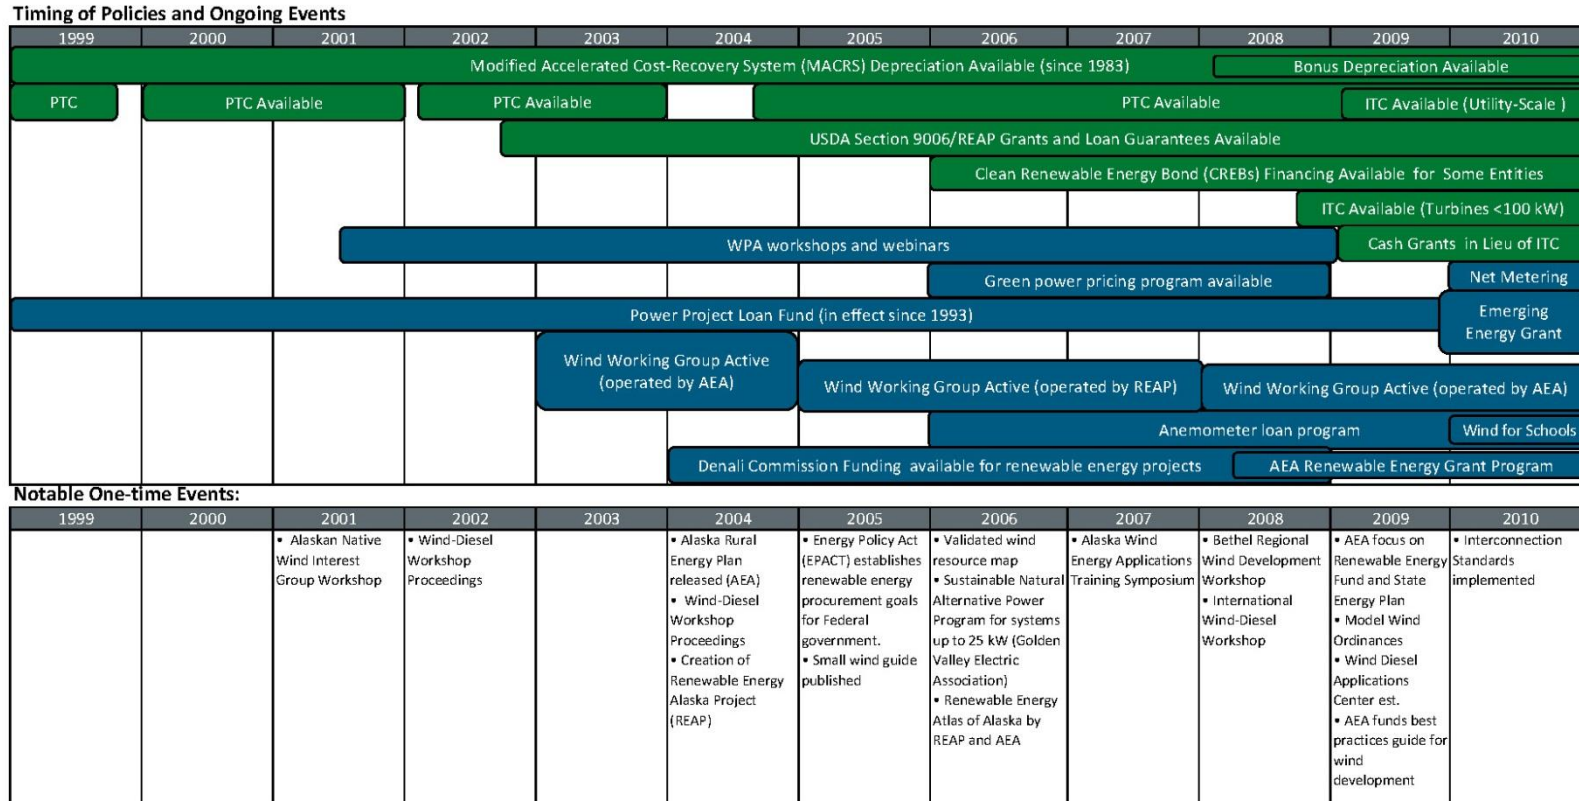 Timing of Policies and Ongoing Events
1999 2000 2001 2002 2003 2004 2005 2006 2007 2008 2009 2010
Modified Accelerated Cost-Recovery System (MACRS) Depreciation Available (since 1983)
Bonus Depreciation Available
PTC
PTC Available
PTC Available
PTC Available
ITC Available (Utility-Scale )
USDA Section 9006/REAP Grants and Loan Guarantees Available
Clean Renewable Energy Bond (CREBs) Financing Available for Some Entities
ITC Available (Turbines <100 kW)
WPA workshops and webinars
Cash Grants in Lieu of ITC
Green power pricing program available
Net Metering
Power Project Loan Fund (in effect since 1993)
Emerging
Energy Grant
Wind Working Group Active
(operated by AEA)
Wind Working Group Active (operated by REAP)
Wind Working Group Active (operated by AEA)
Anemometer loan program
Wind for Schools
Denali Commission Funding available for renewable energy projects
AEA Renewable Energy Grant Program
Notable One-time Events:
1999 2000 2001 2002 2003 2004 2005 2006 2007 2008 2009 2010
• Alaskan Native
Wind Interest
Group Workshop
• Wind-Diesel
Workshop
Proceedings
• Alaska Rural
Energy Plan
released (AEA)
• Wind-Diesel
Workshop
Proceedings
• Creation of
Renewable Energy
Alaska Project
(REAP)
• Energy Policy Act
(EPACT) establishes
renewable energy
procurement goals
for Federal
government.
• Small wind guide
published
• Validated wind
resource map
• Sustainable Natural
Alternative Power
Program for systems
up to 25 kW (Golden
Valley Electric
Association)
• Renewable Energy
Atlas of Alaska by
REAP and AEA
• Alaska Wind
Energy Applications
Training Symposium
• Bethel Regional
Wind Development
Workshop
• International
Wind-Diesel
Workshop
• AEA focus on
Renewable Energy
Fund and State
Energy Plan
• Model Wind
Ordinances
• Wind Diesel
Applications
Center est.
• AEA funds best
practices guide for
wind
development
• Interconnection
Standards
implemented